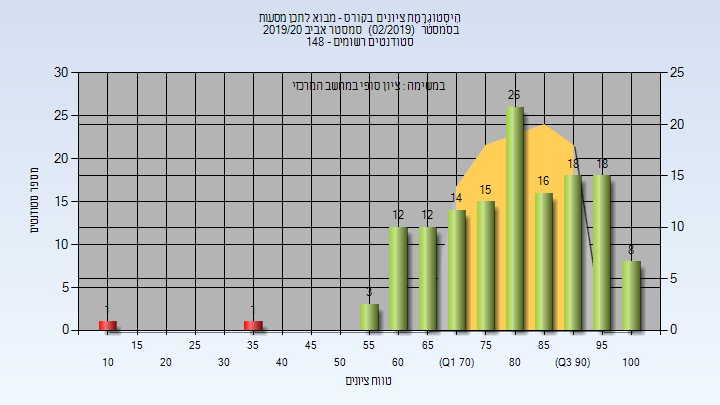 היסטוגרמת ציונים בקורס - מבוא לתכן מסעות
בסמסטר (02/2019) סמסטר אביב 2019/20
סטודנטים רשומים - 148
במשימה : ציון סופי במחשב המרכזי
מספר סטודנטים
30 25 20 15 10 5 0
25 20 15 10 5 0
1 1 3 12 12 14 15 26 16 18 18 8
15 25 35 45 55 65 75 85 95
10 20 30 40 50 60 (Q1 70) 80 (Q3 90) 100
טווח ציונים